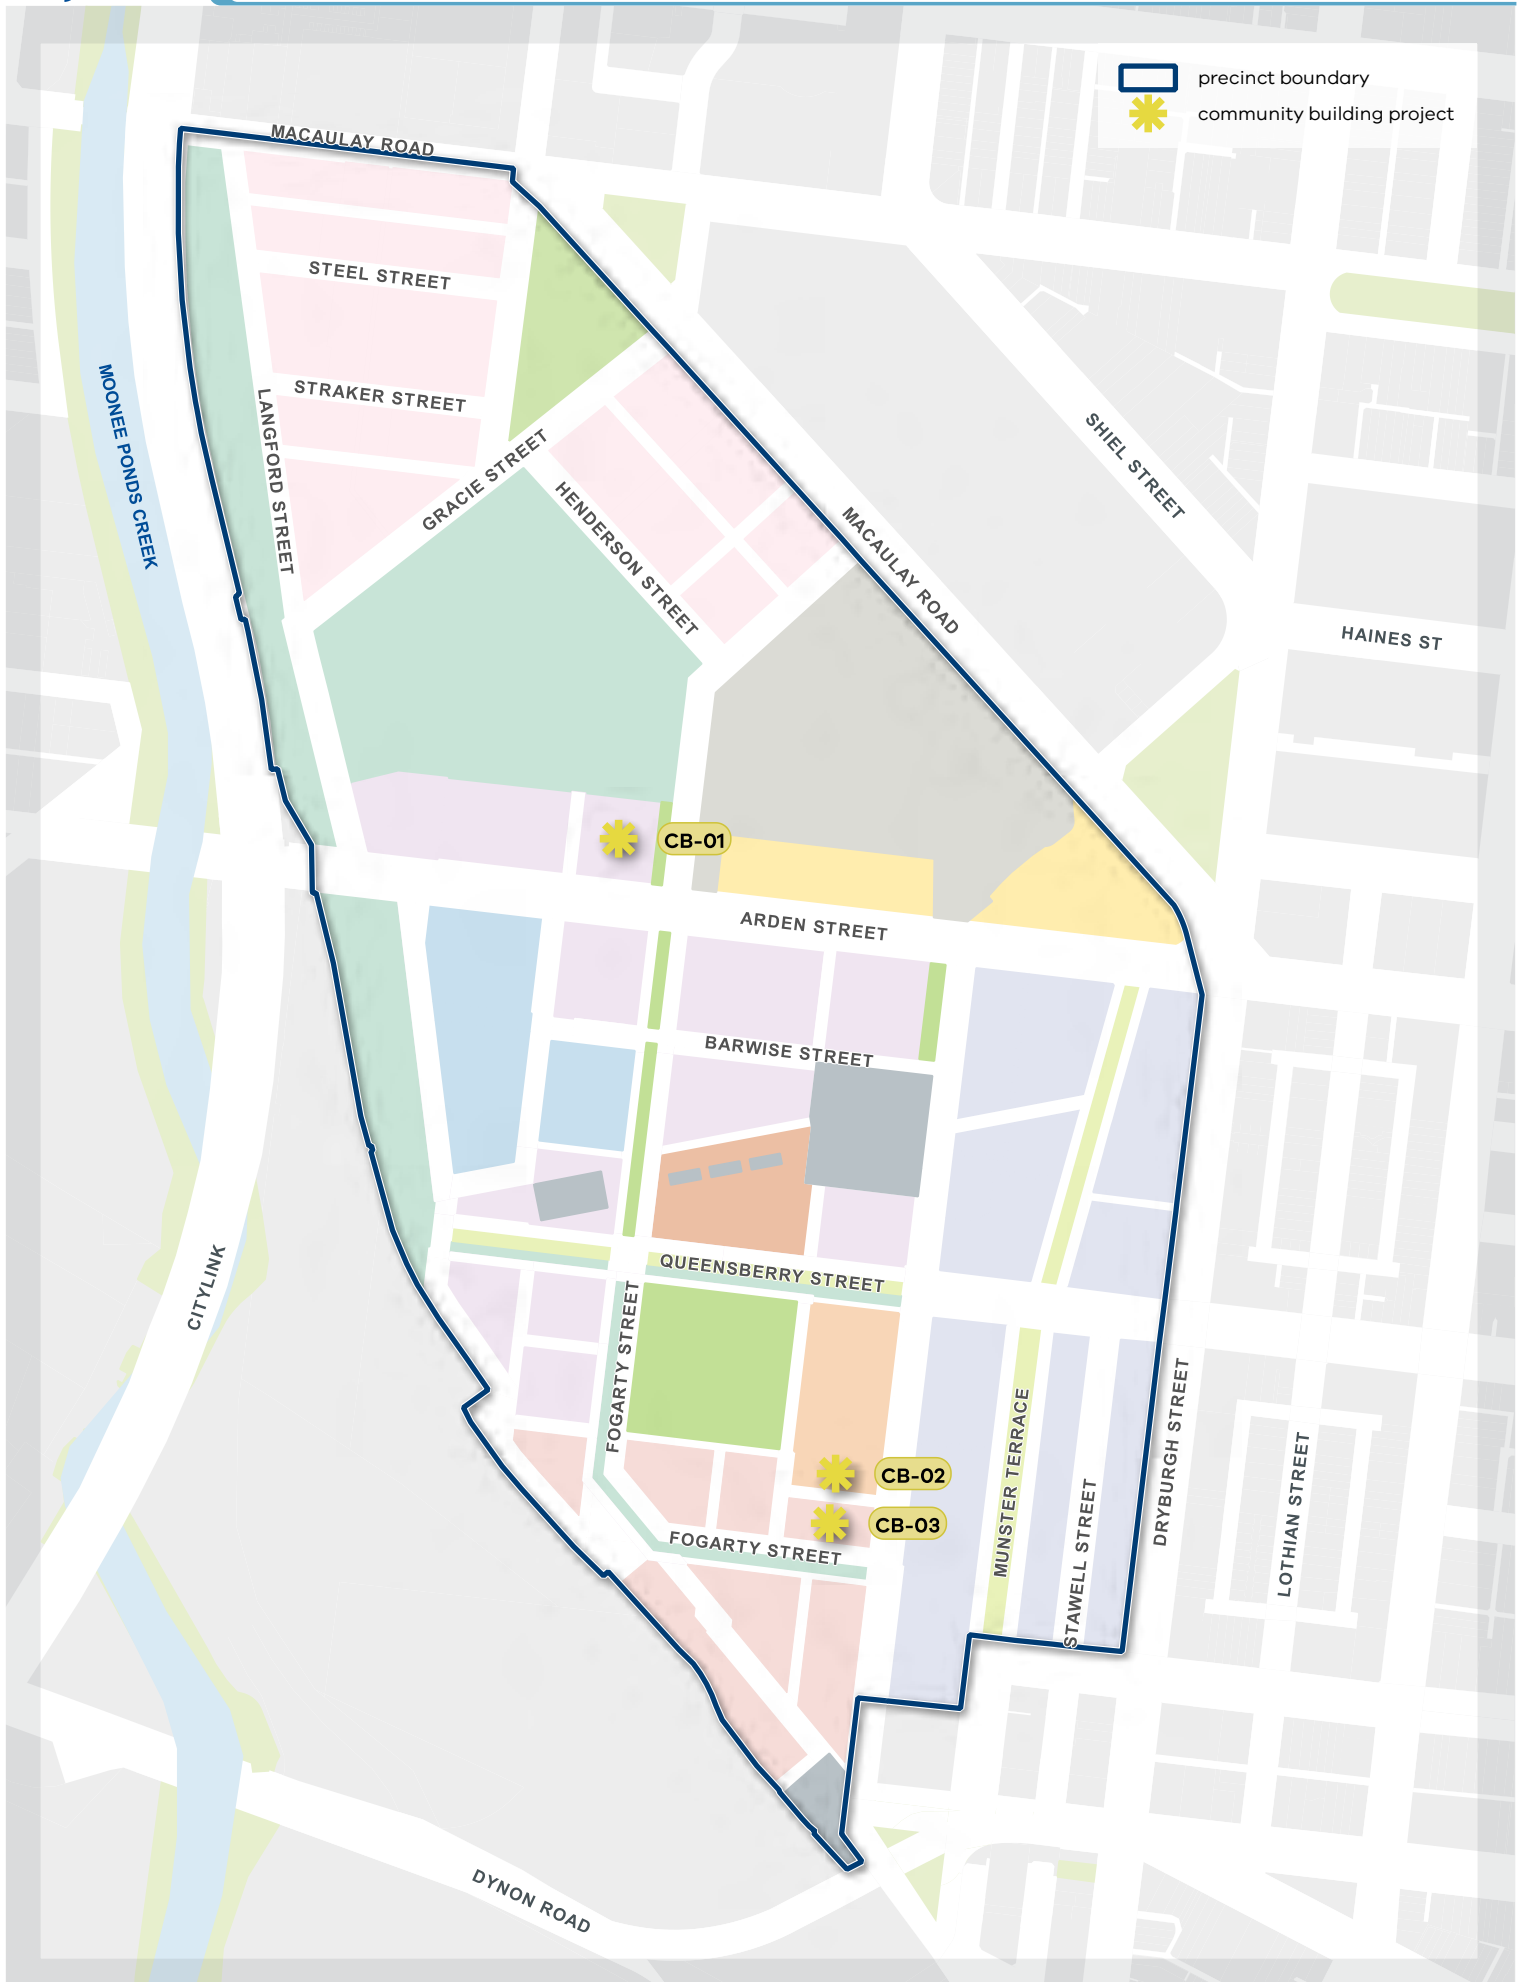 precinct boundary
community building project
MACAULAY ROAD
STEEL STREET
STRAKER STREET
LANGFORD STREET
MOONEE PONDS CREEK
GRACIE STREET
HENDERSON STREET
SHIEL STREET
MACAULAY ROAD
HAINES ST
CB-01
ARDEN STREET
BARWISE STREET
QUEENSBERRY STREET
CITYLINK
FOGARTY STREET
MUNSTER TERRACE
DRYBURGH STREET
LOTHIAN STREET
STAWELL STREET
CB-02
CB-03
FOGARTY STREET
DYNON ROAD